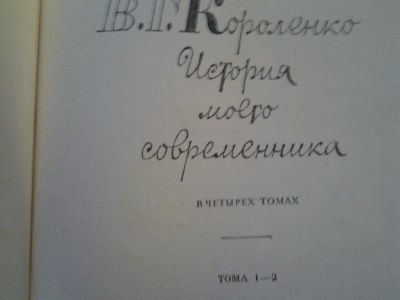 В.Г. Короленко
История
моего
современника
В ЧЕТЫРЕХ ТОМАХ
ТОМА 1—2